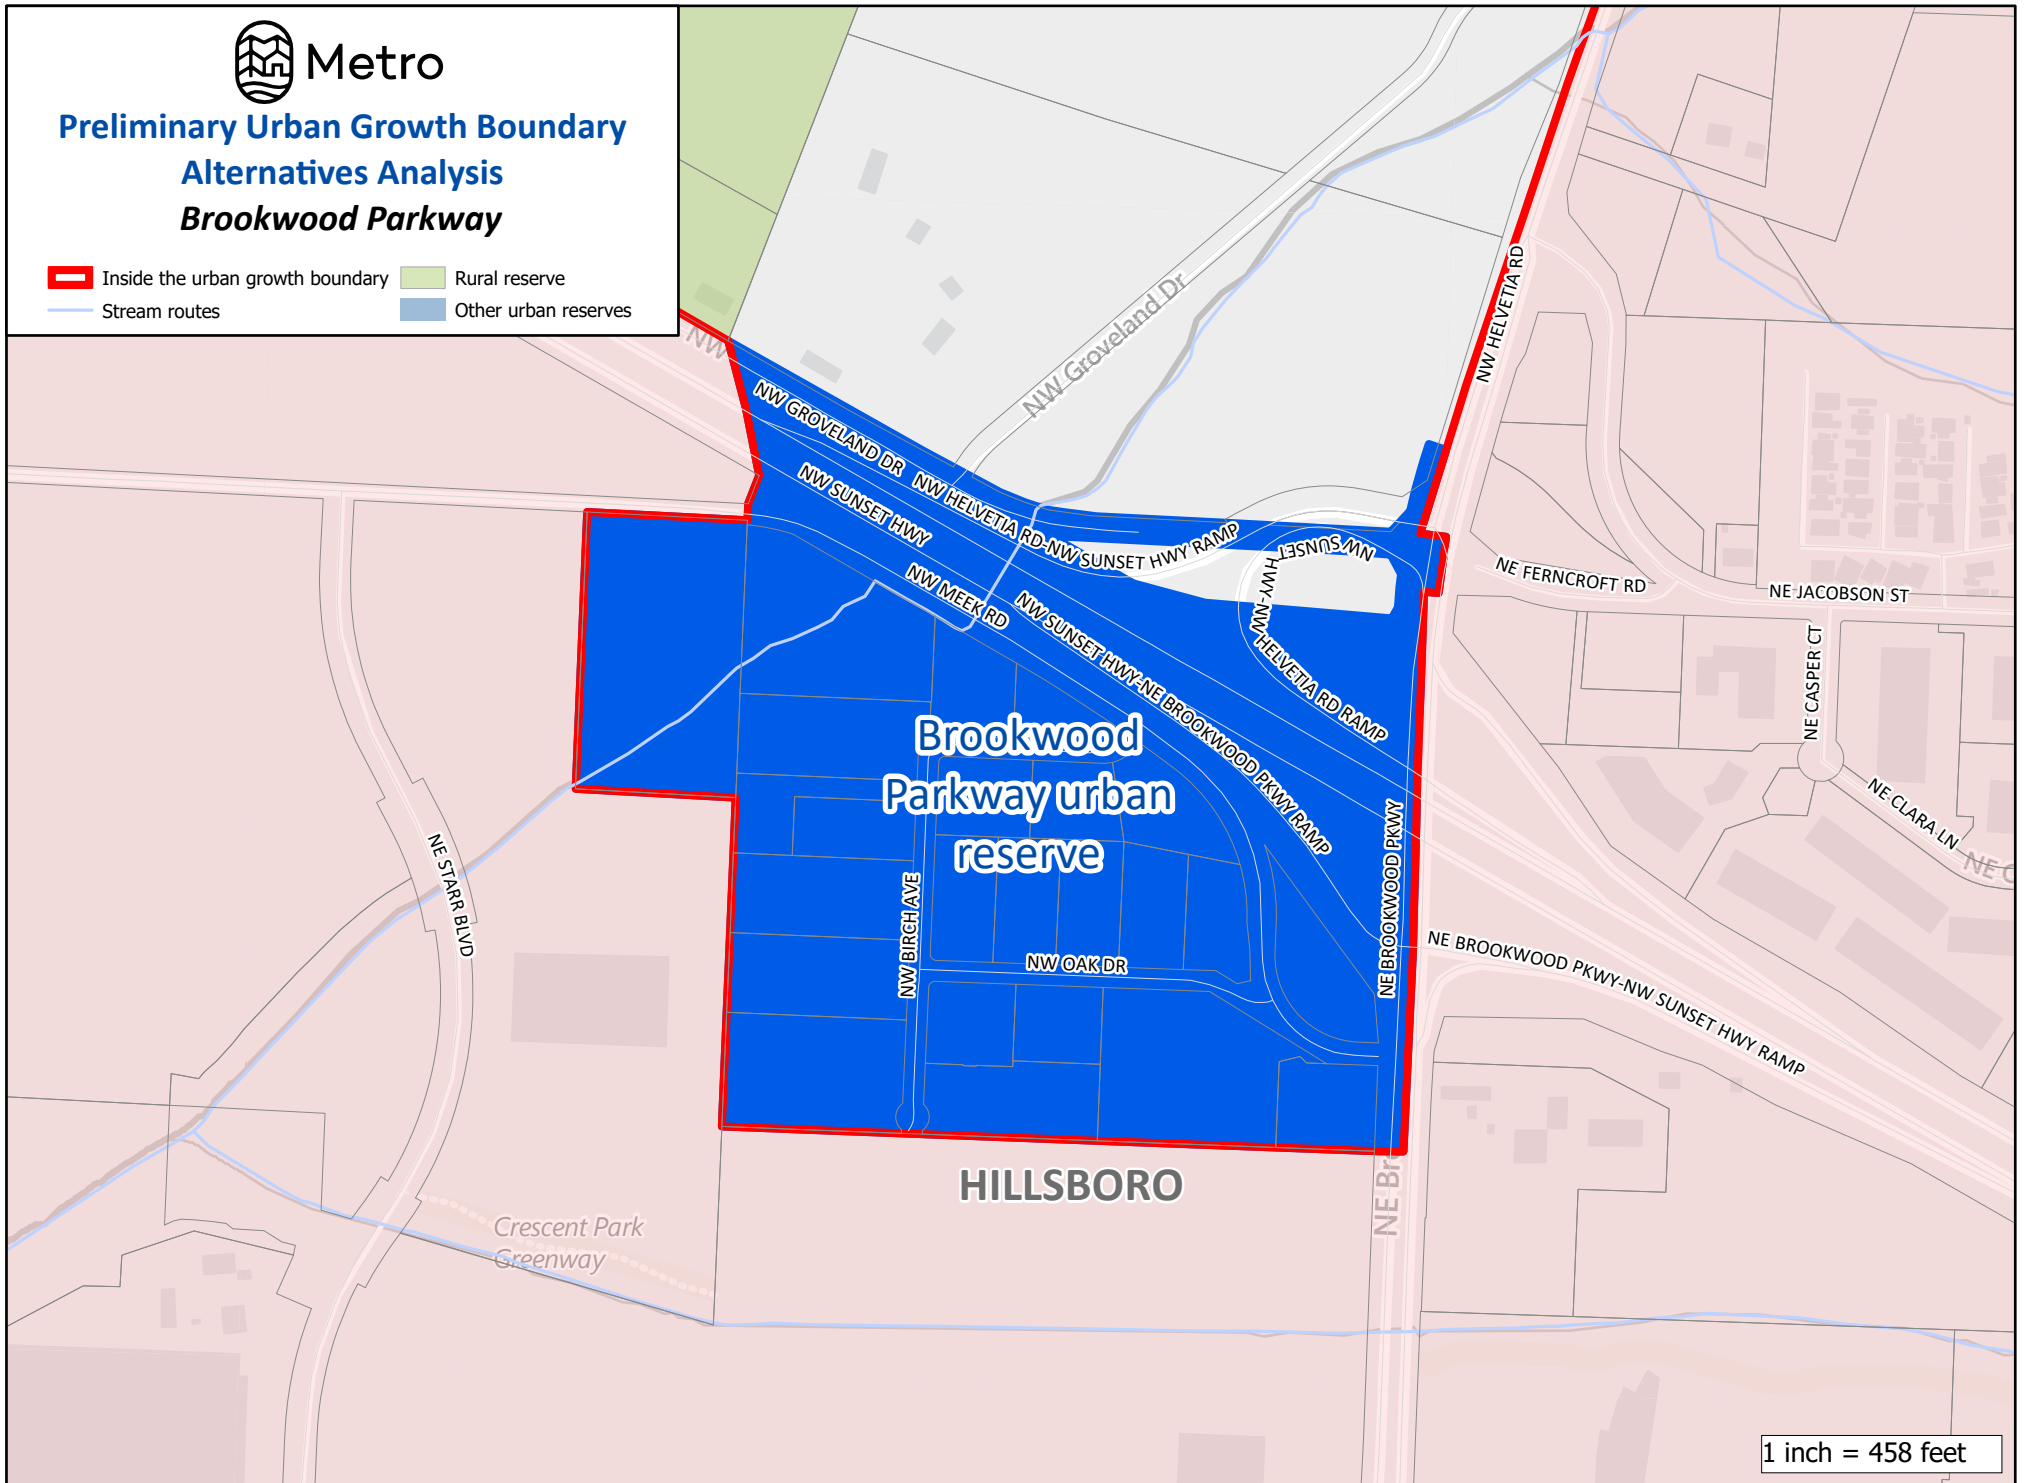 Metro
Preliminary Urban Growth Boundary
Alternatives Analysis
Brookwood Parkway
Inside the urban growth boundary
Rural reserve
Stream routes
Other urban reserves
NW
NW Groveland Dr
NW HELVETIA RD
NW GROVELAND DR
NW SUNSET HWY
NW HELVETIA RD-NW SUNSET HWY RAMP
NW SUNSET HWY-NW HELVETIA RD RAMP
NW MEEK RD
NW SUNSET HWY-NE BROOKWOOD PKWY RAMP
NE FERNCROFT RD
NE JACOBSON ST
NE CASPER CT
NE CLARA LN
NE C
Brookwood
Parkway urban
reserve
NE STARR BLVD
NW BIRCH AVE
NW OAK DR
NE BROOKWOOD PKWY
NE BROOKWOOD PKWY-NW SUNSET HWY RAMP
HILLSBORO
NE Bro
Crescent Park
Greenway
1 inch = 458 feet